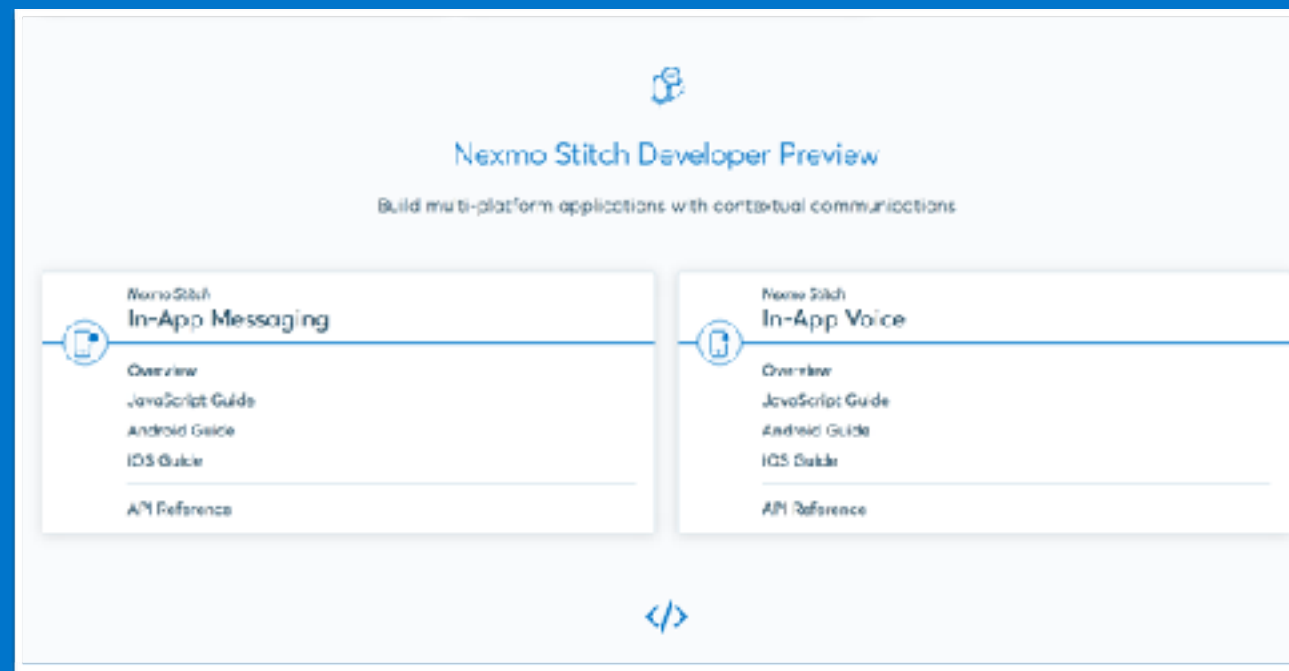 Nexmo Stitch Developer Preview
Build multi-platform applications with contextual communications
Nexmo Stitch
In-App Messaging
Overview
JavaScript Guide
Android Guide
iOS Guide
API Reference
Nexmo Stitch
In-App Voice
Overview
JavaScript Guide
Android Guide
iOS Guide
API Reference